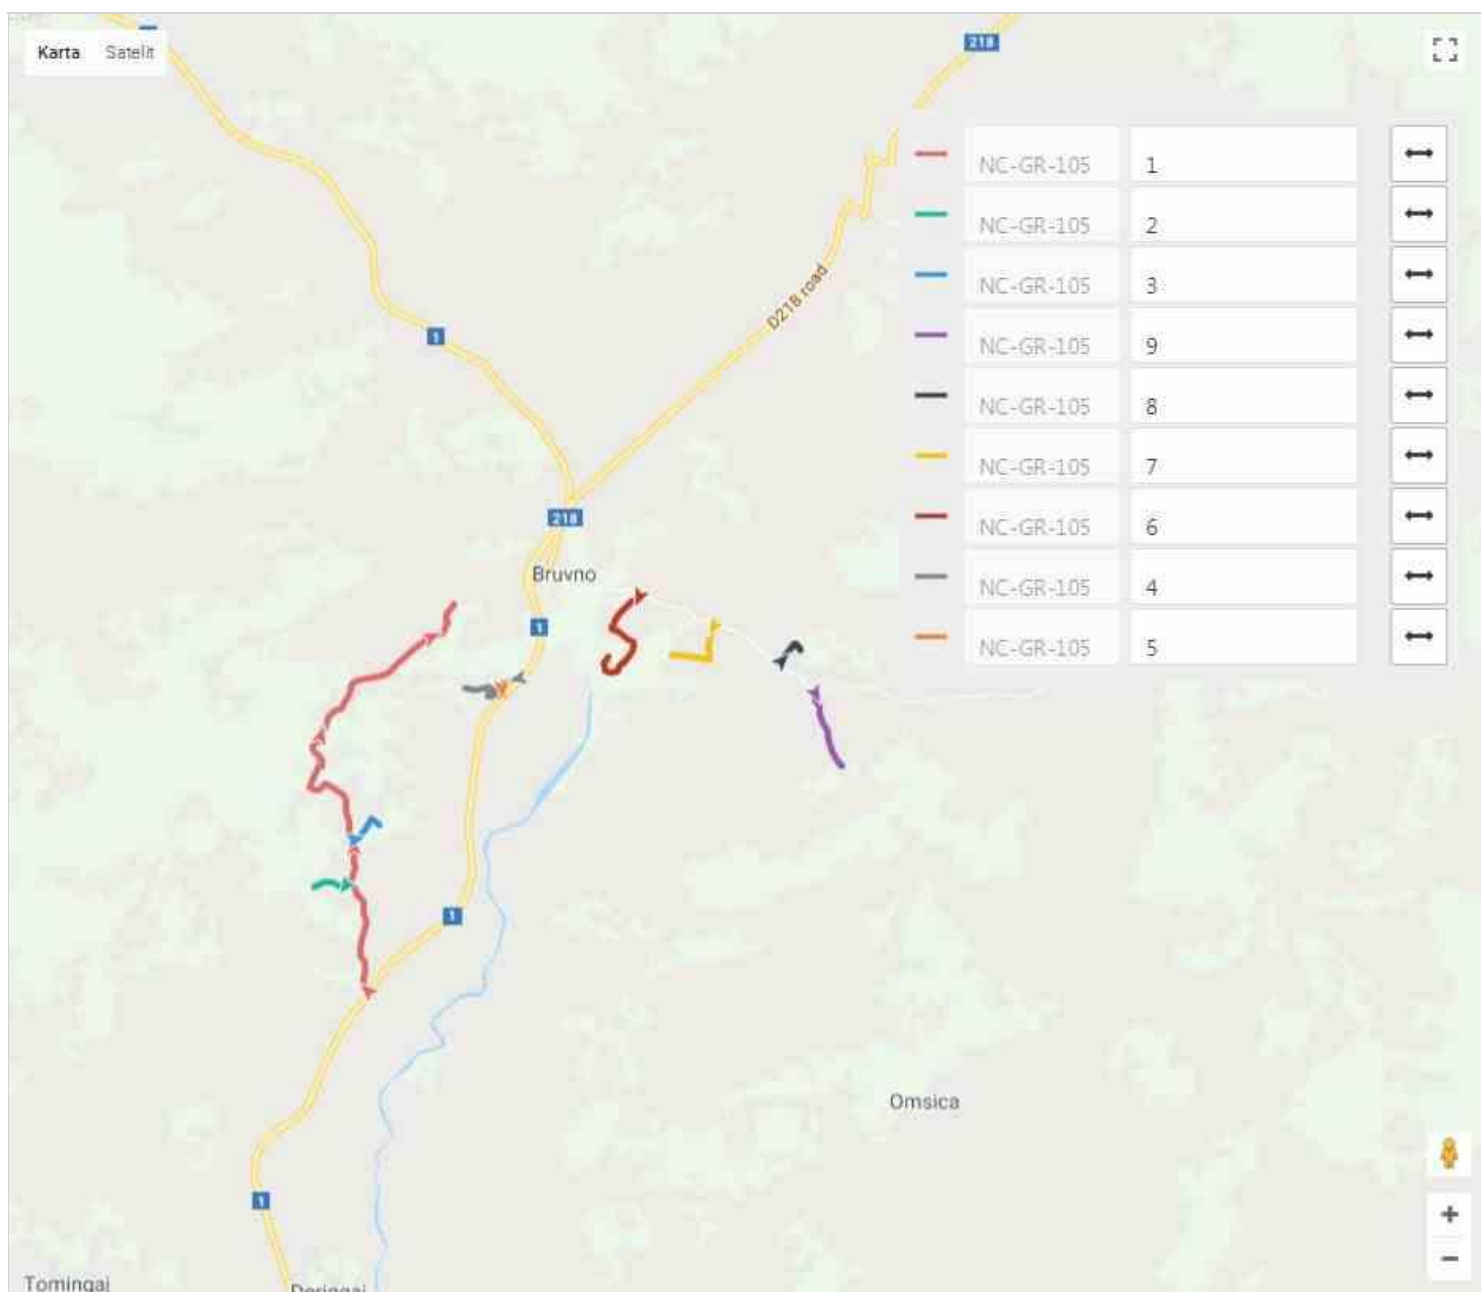 Karta Satelit
218
1
D218 road
218
Bruvno
1
1
Omsica
1
Tomingaj
NC-GR-105 1
NC-GR-105 2
NC-GR-105 3
NC-GR-105 9
NC-GR-105 8
NC-GR-105 7
NC-GR-105 6
NC-GR-105 4
NC-GR-105 5